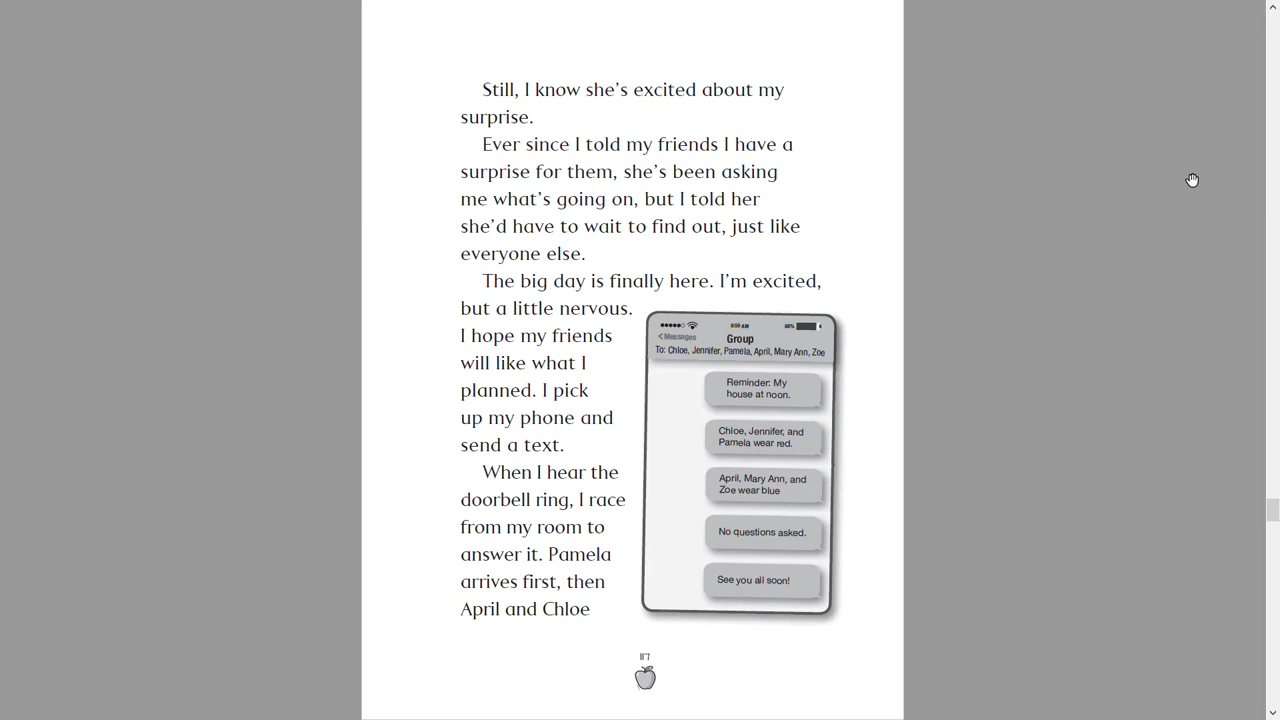 Still, I know she’s excited about my
surprise.
Ever since I told my friends I have a
surprise for them, she’s been asking
me what’s going on, but I told her
she’d have to wait to find out, just like
everyone else.
The big day is finally here. I’m excited,
but a little nervous.
I hope my friends
will like what I
planned. I pick
up my phone and
send a text.
When I hear the
doorbell ring, I race
from my room to
answer it. Pamela
arrives first, then
April and Chloe
9:59 AM
88%
< Messages
Group
To: Chloe, Jennifer, Pamela, April, Mary Ann, Zoe
Reminder: My
house at noon.
Chloe, Jennifer, and
Pamela wear red.
April, Mary Ann, and
Zoe wear blue
No questions asked.
See you all soon!
117